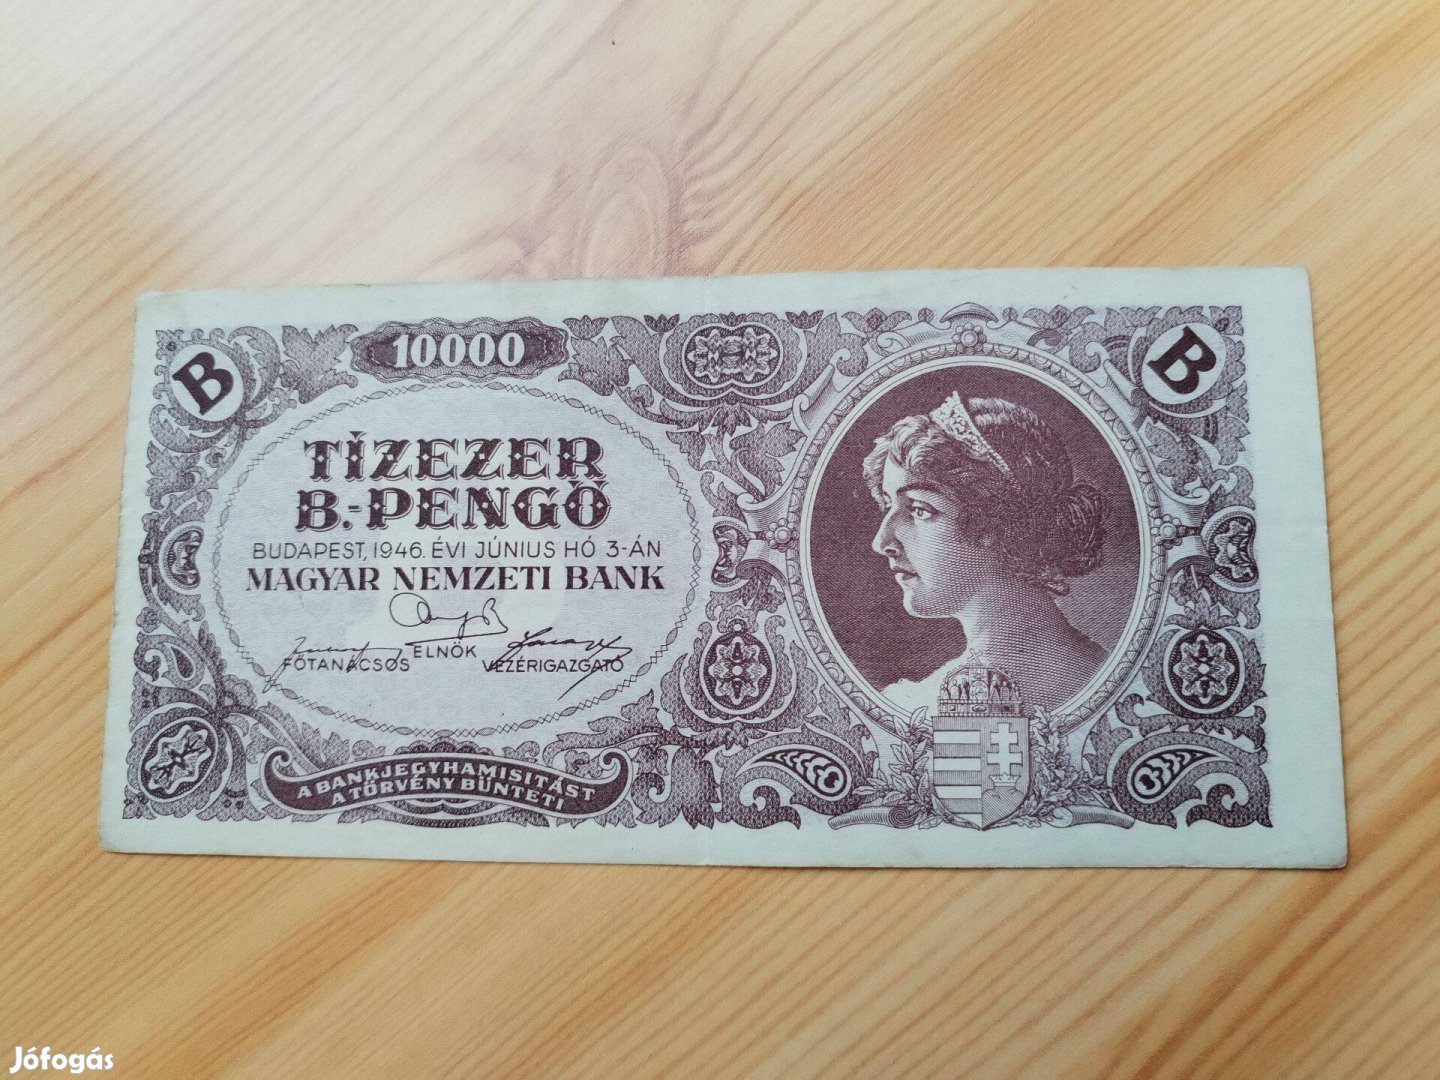 B
10000
B
TÍZEZER
B.-PENGŐ
BUDAPEST, 1946. ÉVI JÚNIUS HÓ 3-ÁN
MAGYAR NEMZETI BANK
FŐTANÁCSOS ELNÖK VEZÉRIGAZGATÓ
A BANKJEGYHAMISITÁST
A TÖRVÉNY BÜNTETI
Jófogás